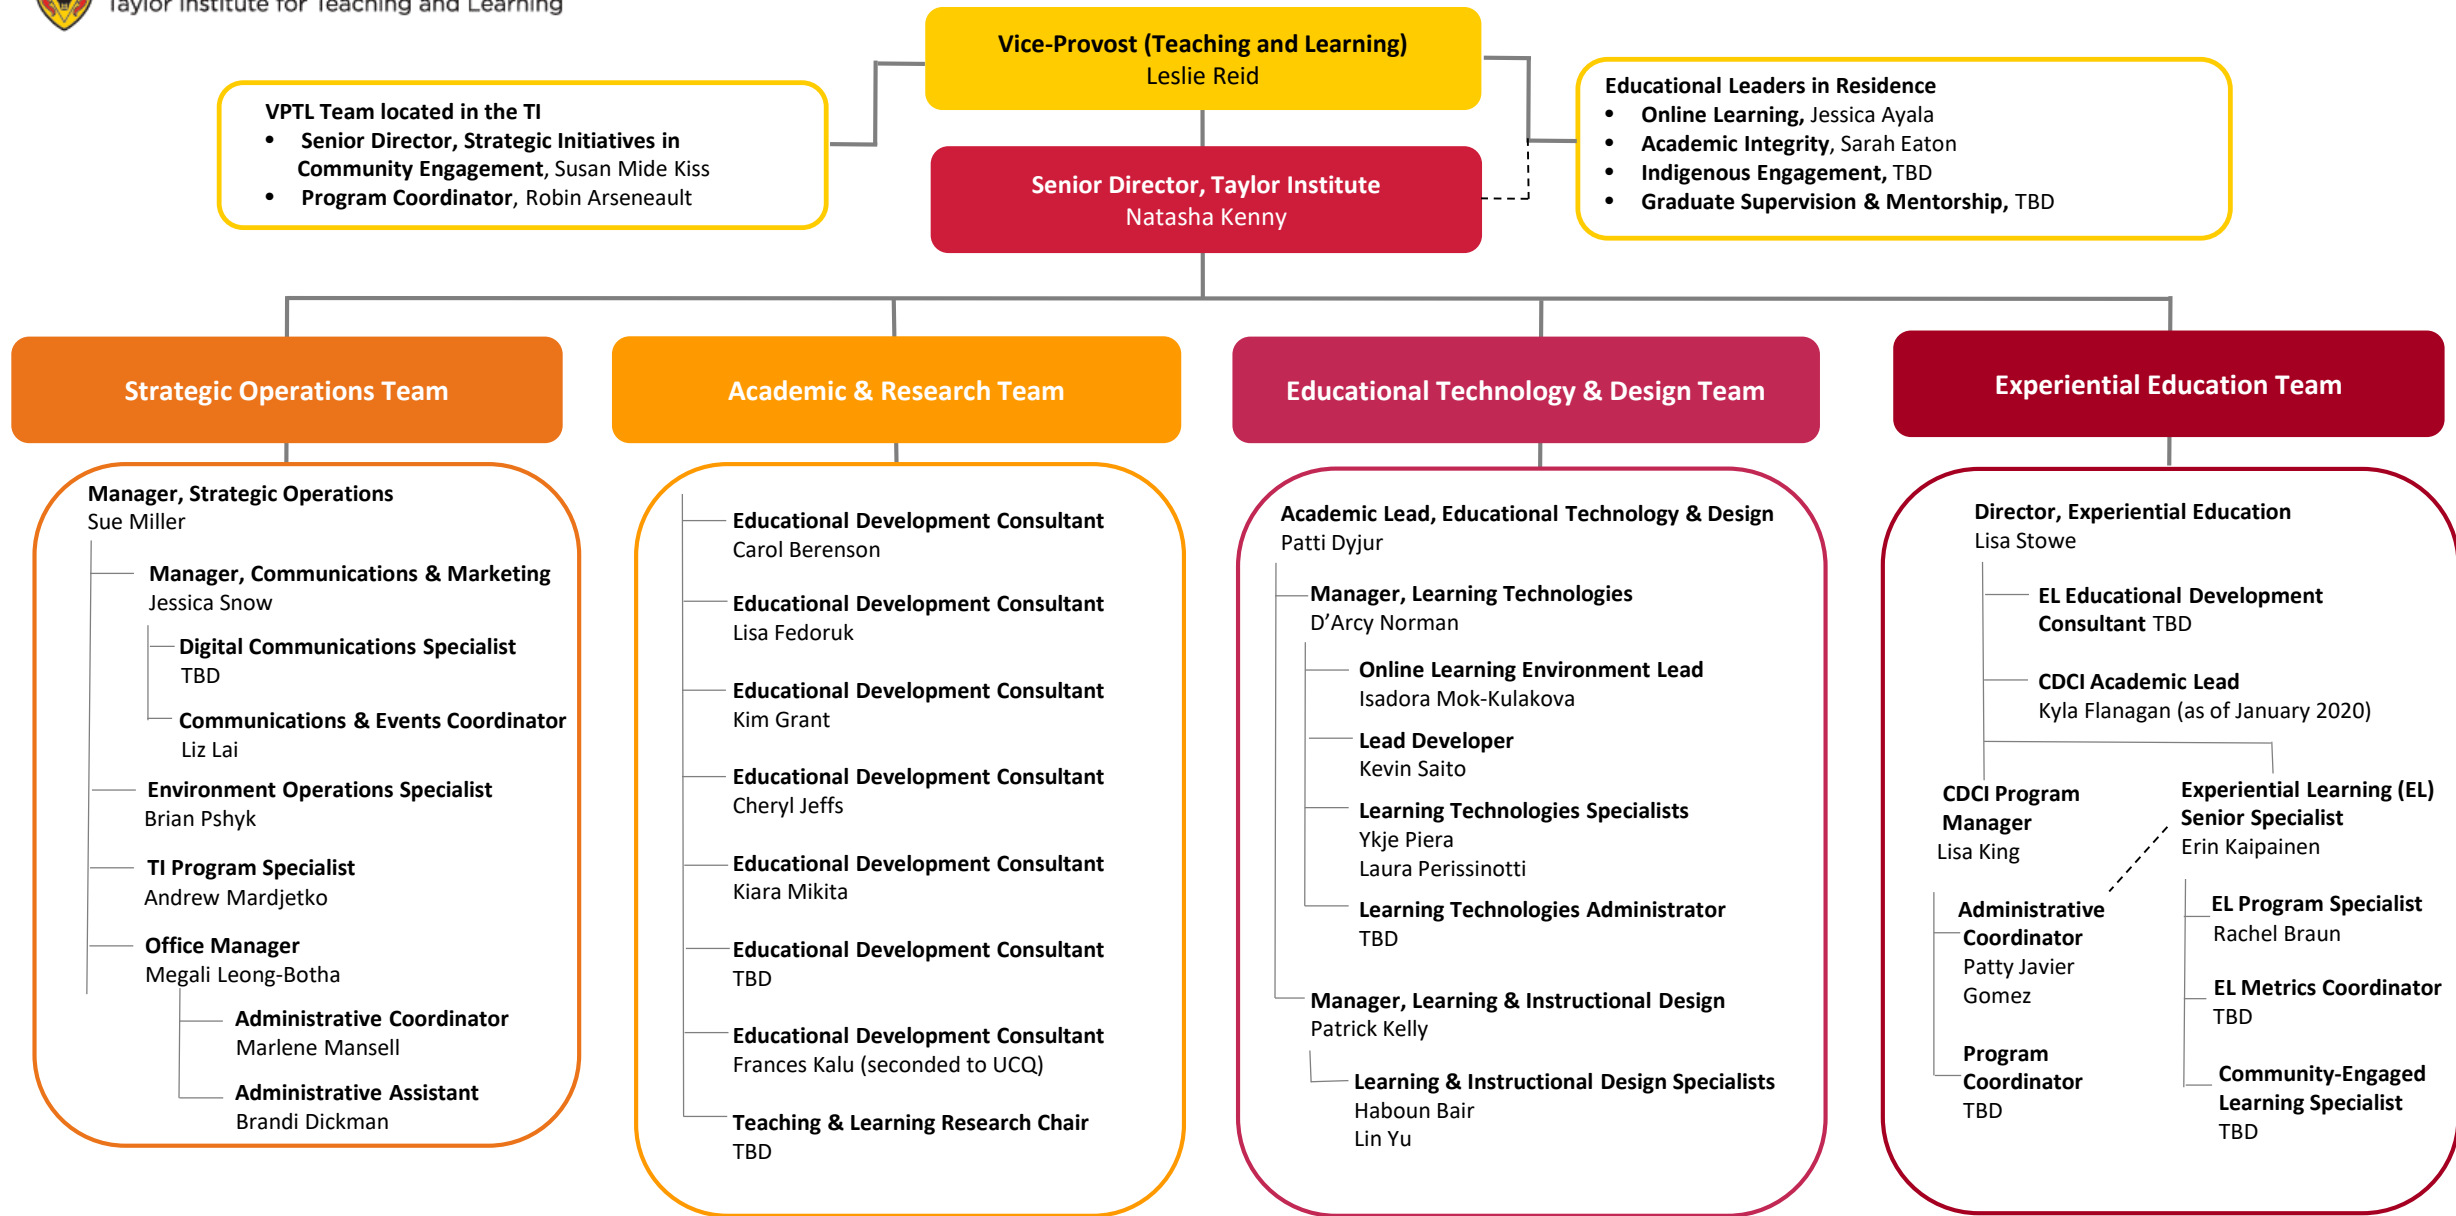 Taylor Institute for Teaching and Learning
Vice-Provost (Teaching and Learning)
Leslie Reid
VPTL Team located in the TI
• Senior Director, Strategic Initiatives in
Community Engagement, Susan Mide Kiss
• Program Coordinator, Robin Arseneault
Educational Leaders in Residence
• Online Learning, Jessica Ayala
• Academic Integrity, Sarah Eaton
• Indigenous Engagement, TBD
• Graduate Supervision & Mentorship, TBD
Senior Director, Taylor Institute
Natasha Kenny
Strategic Operations Team
Manager, Strategic Operations
Sue Miller
Manager, Communications & Marketing
Jessica Snow
Digital Communications Specialist
TBD
Communications & Events Coordinator
Liz Lai
Environment Operations Specialist
Brian Pshyk
TI Program Specialist
Andrew Mardjetko
Office Manager
Megali Leong-Botha
Administrative Coordinator
Marlene Mansell
Administrative Assistant
Brandi Dickman
Academic & Research Team
Educational Development Consultant
Carol Berenson
Educational Development Consultant
Lisa Fedoruk
Educational Development Consultant
Kim Grant
Educational Development Consultant
Cheryl Jeffs
Educational Development Consultant
Kiara Mikita
Educational Development Consultant
TBD
Educational Development Consultant
Frances Kalu (seconded to UCQ)
Teaching & Learning Research Chair
TBD
Educational Technology & Design Team
Academic Lead, Educational Technology & Design
Patti Dyjur
Manager, Learning Technologies
D’Arcy Norman
Online Learning Environment Lead
Isadora Mok-Kulakova
Lead Developer
Kevin Saito
Learning Technologies Specialists
Ykje Piera
Laura Perissinotti
Learning Technologies Administrator
TBD
Manager, Learning & Instructional Design
Patrick Kelly
Learning & Instructional Design Specialists
Haboun Bair
Lin Yu
Experiential Education Team
Director, Experiential Education
Lisa Stowe
EL Educational Development
Consultant TBD
CDCI Academic Lead
Kyla Flanagan (as of January 2020)
CDCI Program
Manager
Lisa King
Administrative
Coordinator
Patty Javier
Gomez
Program
Coordinator
TBD
Experiential Learning (EL)
Senior Specialist
Erin Kaipainen
EL Program Specialist
Rachel Braun
EL Metrics Coordinator
TBD
Community-Engaged
Learning Specialist
TBD